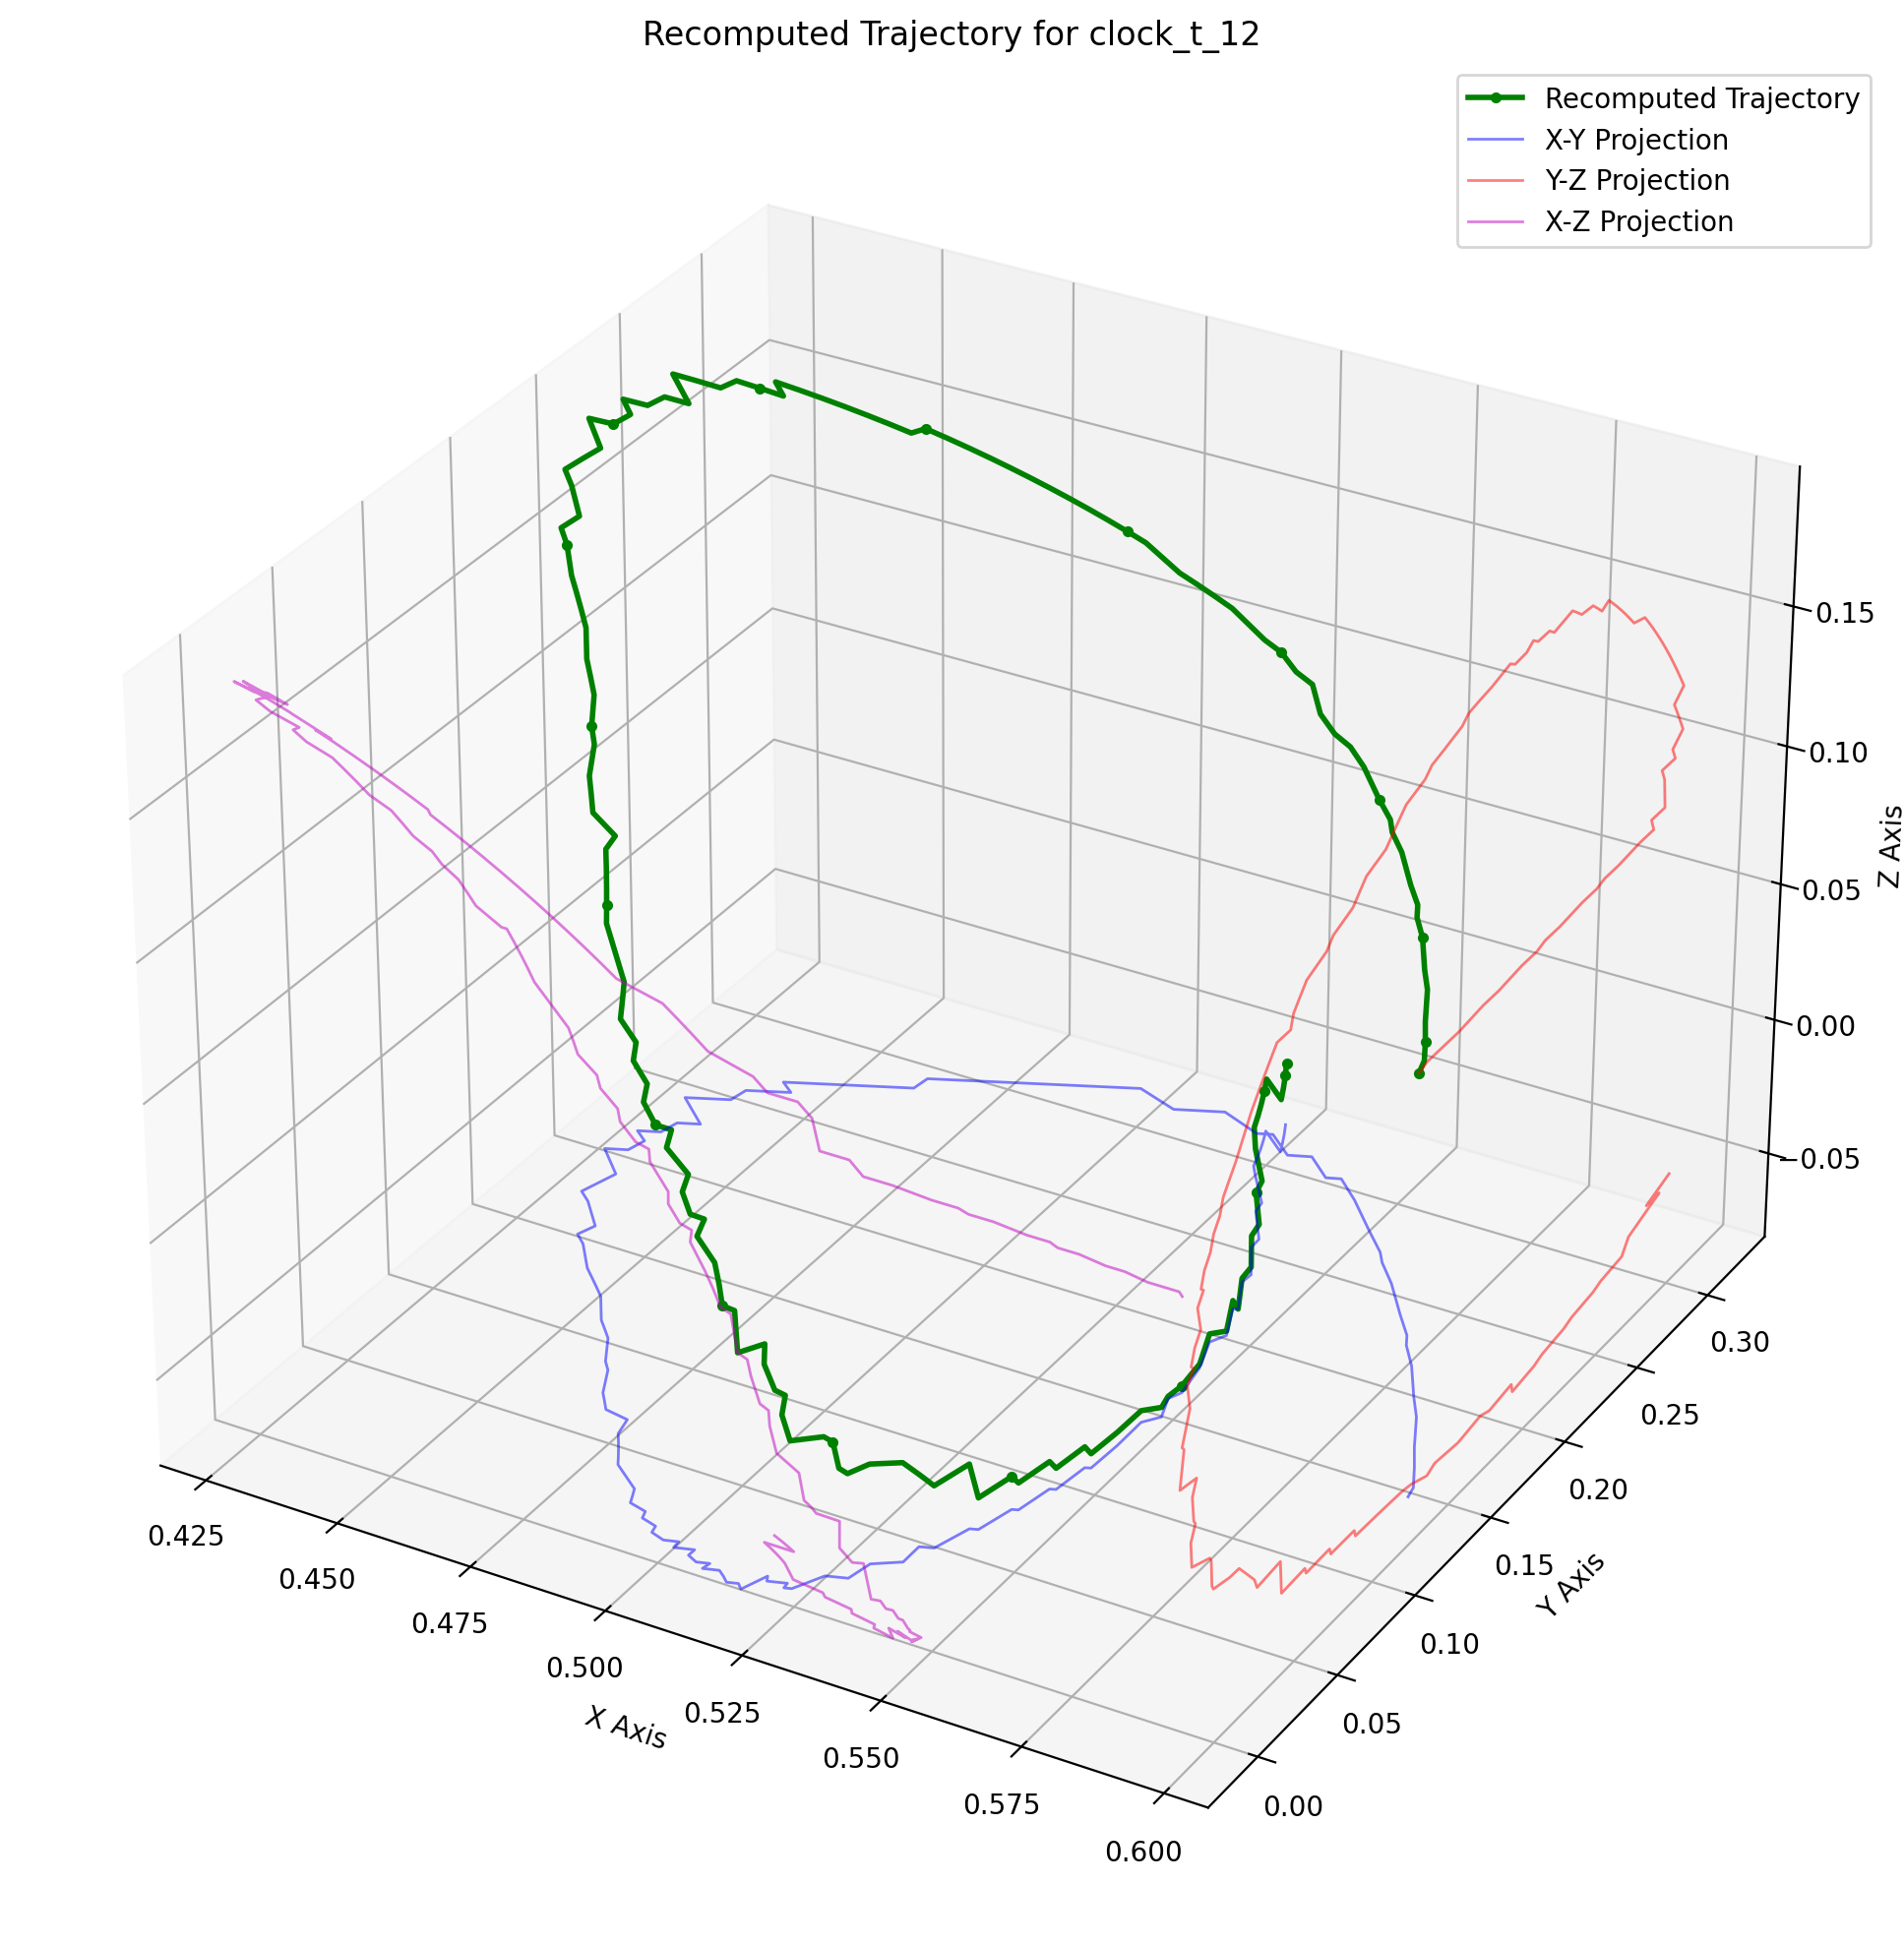 Recomputed Trajectory for clock_t_12
Recomputed Trajectory
X-Y Projection
Y-Z Projection
X-Z Projection
0.15
0.10
0.05
0.00
−0.05
Z Axis
0.30
0.25
0.20
0.15
0.10
0.05
0.00
Y Axis
0.425
0.450
0.475
0.500
0.525
0.550
0.575
0.600
X Axis